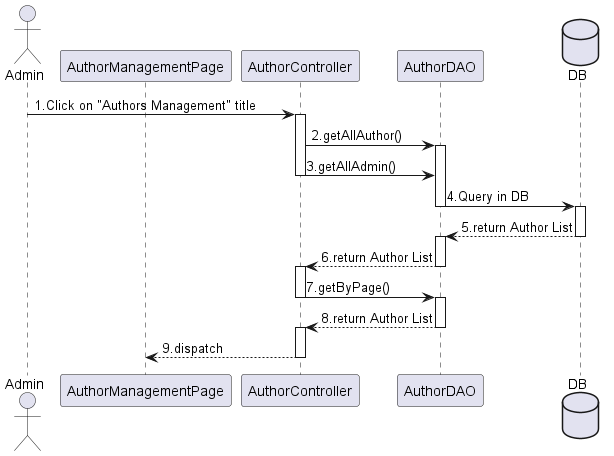 Admin
AuthorManagementPage
AuthorController
AuthorDAO
DB
1.Click on "Authors Management" title
2.getAllAuthor()
3.getAllAdmin()
4.Query in DB
5.return Author List
6.return Author List
7.getByPage()
8.return Author List
9.dispatch
Admin
AuthorManagementPage
AuthorController
AuthorDAO
DB